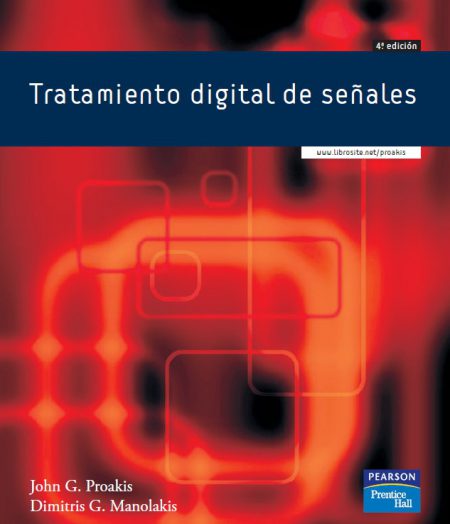 4ª edición
Tratamiento digital de señales
www.librosite.net/proakis
John G. Proakis
Dimitris G. Manolakis
PEARSON
Prentice
Hall